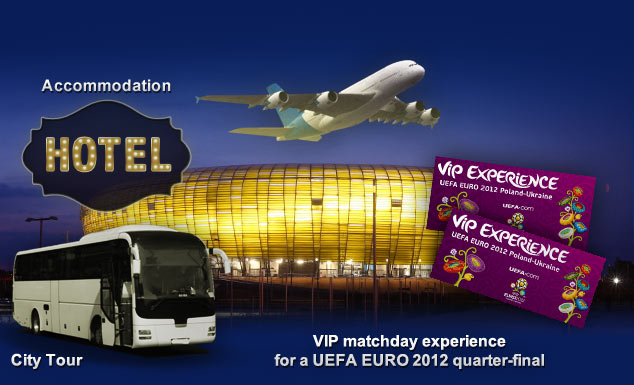 Accommodation
HOTEL
VIP EXPERIENCE
UEFA EURO 2012 Poland-Ukraine
UEFA.com
VIP EXPERIENCE
UEFA EURO 2012 Poland-Ukraine
UEFA.com
City Tour
VIP matchday experience
for a UEFA EURO 2012 quarter-final